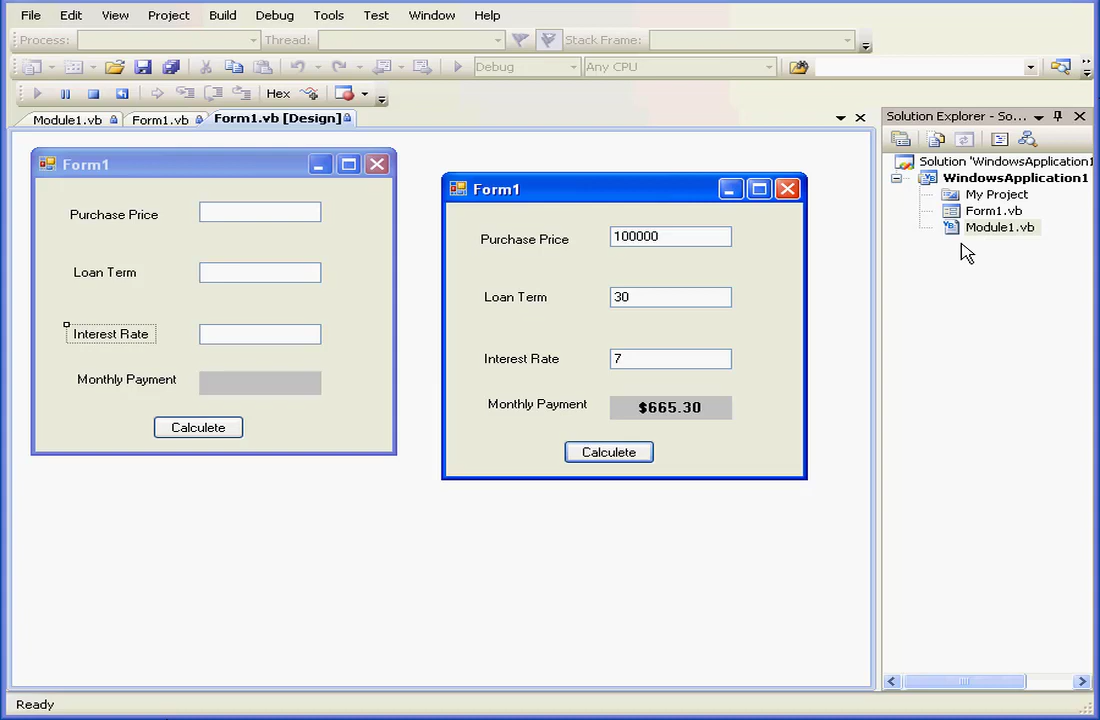 File Edit View Project Build Debug Tools Test Window Help
Process: Thread: Stack Frame:
Debug Any CPU
Hex
Module1.vb Form1.vb Form1.vb [Design]
Solution Explorer - So...
Solution 'WindowsApplication1
WindowsApplication1
My Project
Form1.vb
Module1.vb
Form1
Purchase Price
Loan Term
Interest Rate
Monthly Payment
Calculete
Form1
Purchase Price 100000
Loan Term 30
Interest Rate 7
Monthly Payment $665.30
Calculete
Ready